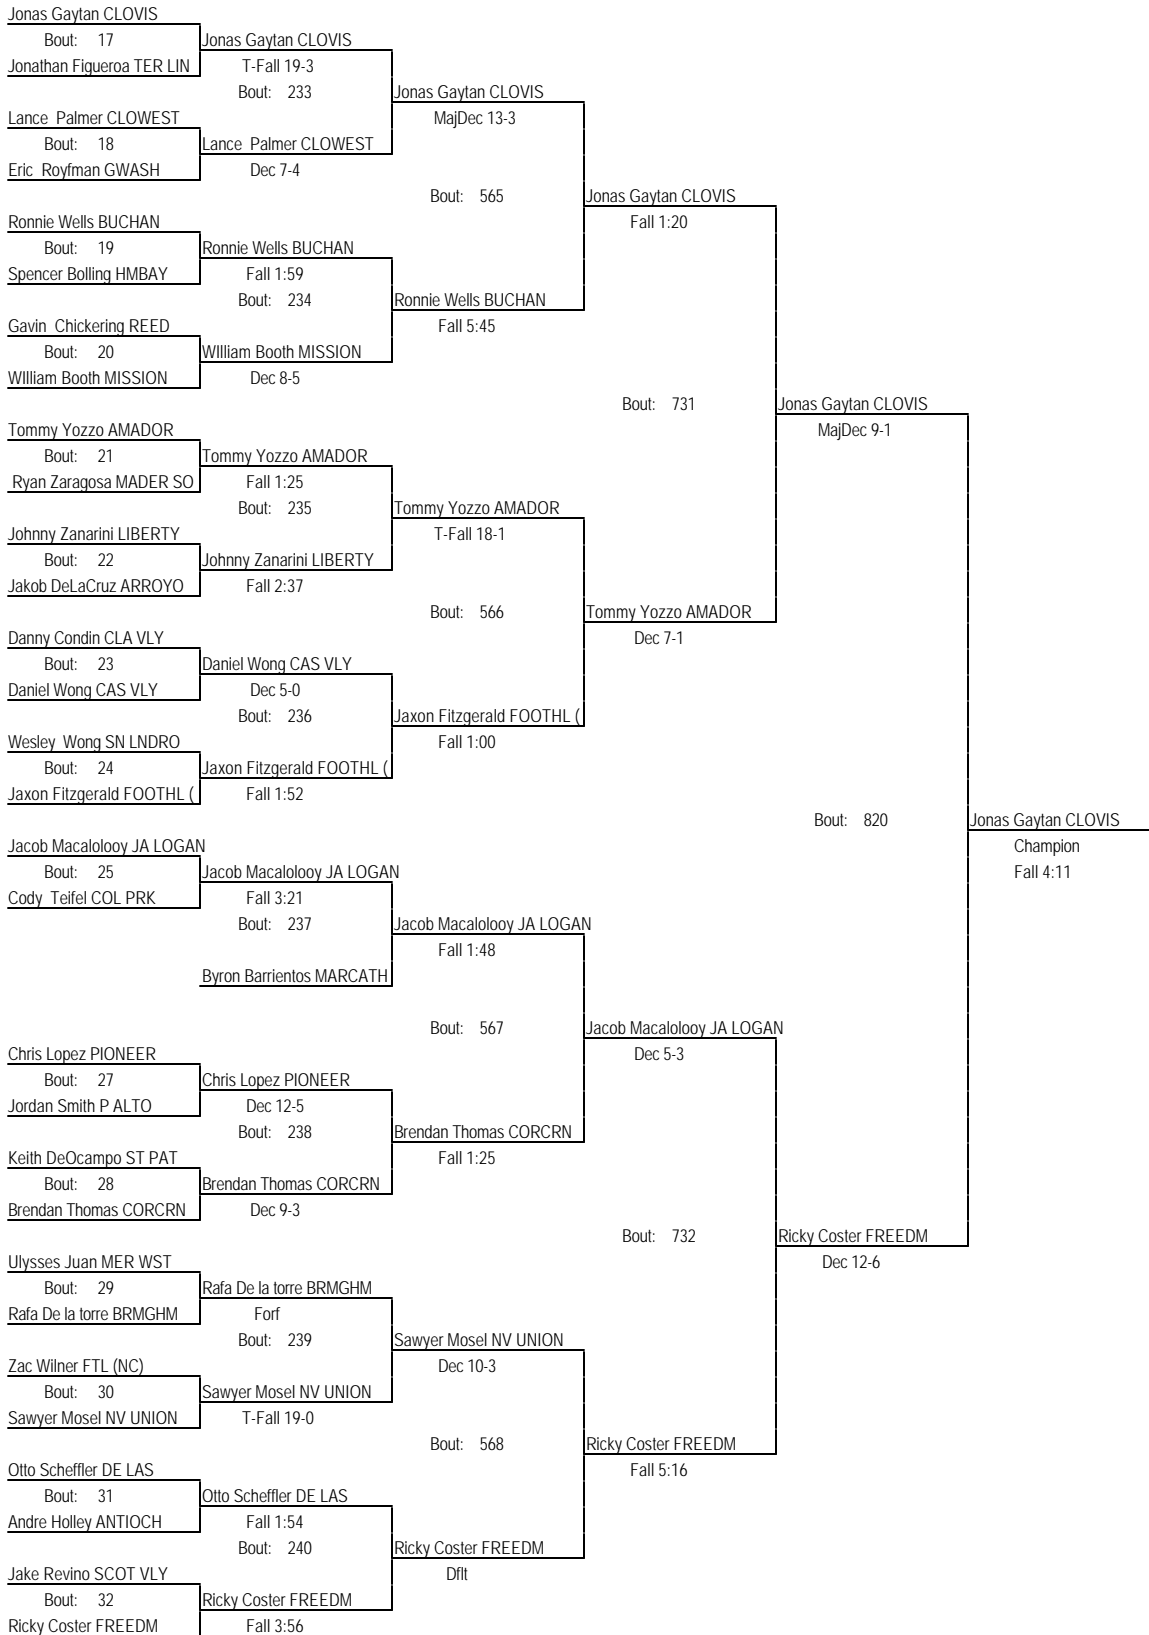 Jonas Gaytan CLOVIS
Bout: 17 Jonas Gaytan CLOVIS
Jonathan Figueroa TER LIN T-Fall 19-3
Bout: 233 Jonas Gaytan CLOVIS
Lance Palmer CLOWEST MajDec 13-3
Bout: 18 Lance Palmer CLOWEST
Eric Royfman GWASH Dec 7-4
Bout: 565 Jonas Gaytan CLOVIS
Ronnie Wells BUCHAN Fall 1:20
Bout: 19 Ronnie Wells BUCHAN
Spencer Bolling HMBAY Fall 1:59
Bout: 234 Ronnie Wells BUCHAN
Gavin Chickering REED Fall 5:45
Bout: 20 WIlliam Booth MISSION
WIlliam Booth MISSION Dec 8-5
Bout: 731 Jonas Gaytan CLOVIS
Tommy Yozzo AMADOR MajDec 9-1
Bout: 21 Tommy Yozzo AMADOR
Ryan Zaragosa MADER SO Fall 1:25
Bout: 235 Tommy Yozzo AMADOR
Johnny Zanarini LIBERTY T-Fall 18-1
Bout: 22 Johnny Zanarini LIBERTY
Jakob DeLaCruz ARROYO Fall 2:37
Bout: 566 Tommy Yozzo AMADOR
Danny Condin CLA VLY Dec 7-1
Bout: 23 Daniel Wong CAS VLY
Daniel Wong CAS VLY Dec 5-0
Bout: 236 Jaxon Fitzgerald FOOTHL (
Wesley Wong SN LNDRO Fall 1:00
Bout: 24 Jaxon Fitzgerald FOOTHL (
Jaxon Fitzgerald FOOTHL ( Fall 1:52
Bout: 820 Jonas Gaytan CLOVIS
Jacob Macalolooy JA LOGAN Champion
Bout: 25 Jacob Macalolooy JA LOGAN Fall 4:11
Cody Teifel COL PRK Fall 3:21
Bout: 237 Jacob Macalolooy JA LOGAN
Fall 1:48
Byron Barrientos MARCATH
Bout: 567 Jacob Macalolooy JA LOGAN
Chris Lopez PIONEER Dec 5-3
Bout: 27 Chris Lopez PIONEER
Jordan Smith P ALTO Dec 12-5
Bout: 238 Brendan Thomas CORCRN
Keith DeOcampo ST PAT Fall 1:25
Bout: 28 Brendan Thomas CORCRN
Brendan Thomas CORCRN Dec 9-3
Bout: 732 Ricky Coster FREEDM
Ulysses Juan MER WST Dec 12-6
Bout: 29 Rafa De la torre BRMGHM
Rafa De la torre BRMGHM Forf
Bout: 239 Sawyer Mosel NV UNION
Zac Wilner FTL (NC) Dec 10-3
Bout: 30 Sawyer Mosel NV UNION
Sawyer Mosel NV UNION T-Fall 19-0
Bout: 568 Ricky Coster FREEDM
Otto Scheffler DE LAS Fall 5:16
Bout: 31 Otto Scheffler DE LAS
Andre Holley ANTIOCH Fall 1:54
Bout: 240 Ricky Coster FREEDM
Jake Revino SCOT VLY Dflt
Bout: 32 Ricky Coster FREEDM
Ricky Coster FREEDM Fall 3:56